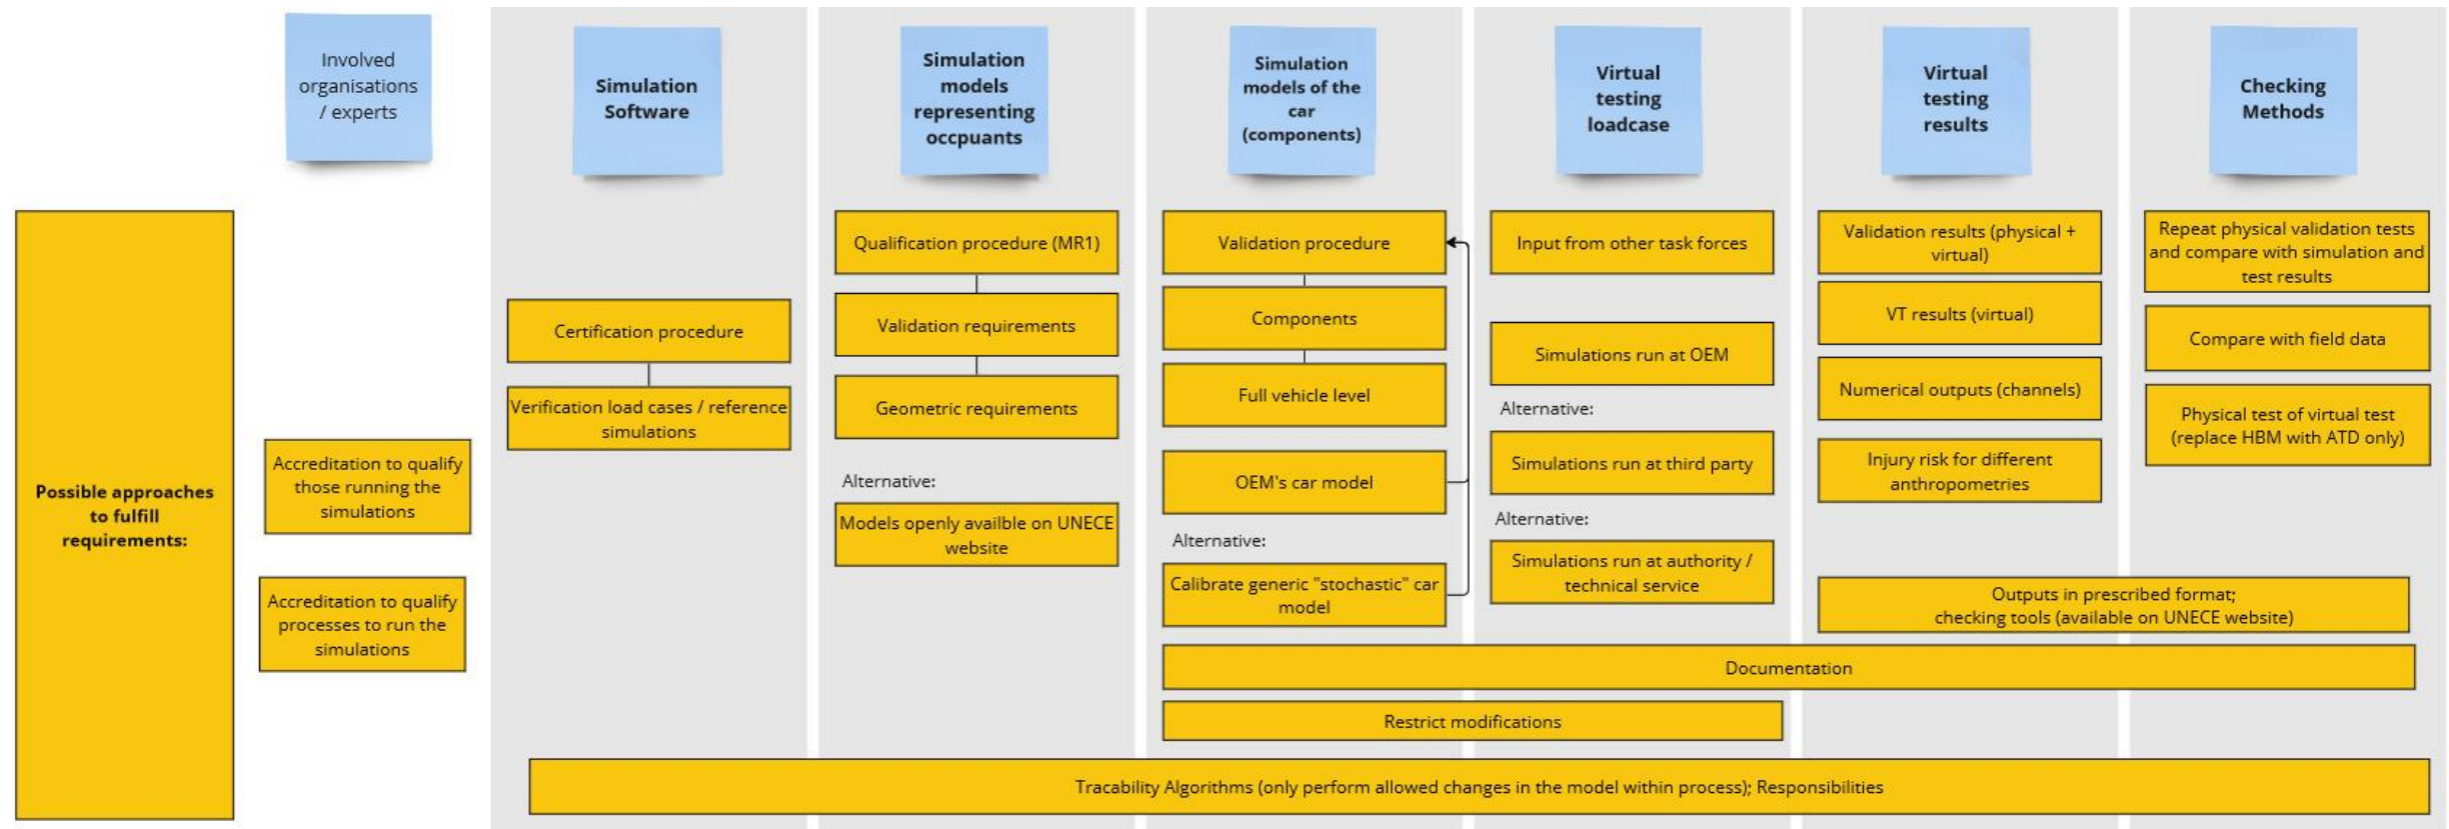 Involved
organisations
/ experts
Simulation
Software
Simulation
models
representing
occpuants
Simulation
models of the
car
(components)
Virtual
testing
loadcase
Virtual
testing
results
Checking
Methods
Possible approaches
to fulfill
requirements:
Accreditation to qualify
those running the
simulations
Accreditation to qualify
processes to run the
simulations
Certification procedure
Verification load cases / reference
simulations
Qualification procedure (MR1)
Validation requirements
Geometric requirements
Alternative:
Models openly availble on UNECE
website
Validation procedure
Components
Full vehicle level
OEM's car model
Alternative:
Calibrate generic "stochastic" car
model
Input from other task forces
Simulations run at OEM
Alternative:
Simulations run at third party
Alternative:
Simulations run at authority /
technical service
Validation results (physical +
virtual)
VT results (virtual)
Numerical outputs (channels)
Injury risk for different
anthropometries
Repeat physical validation tests
and compare with simulation and
test results
Compare with field data
Physical test of virtual test
(replace HBM with ATD only)
Outputs in prescribed format;
checking tools (available on UNECE website)
Documentation
Restrict modifications
Tracability Algorithms (only perform allowed changes in the model within process); Responsibilities